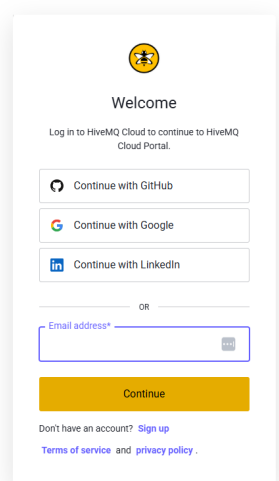 Welcome
Log in to HiveMQ Cloud to continue to HiveMQ
Cloud Portal.
Continue with GitHub
Continue with Google
Continue with LinkedIn
OR
Email address*
Continue
Don't have an account? Sign up
Terms of service and privacy policy .